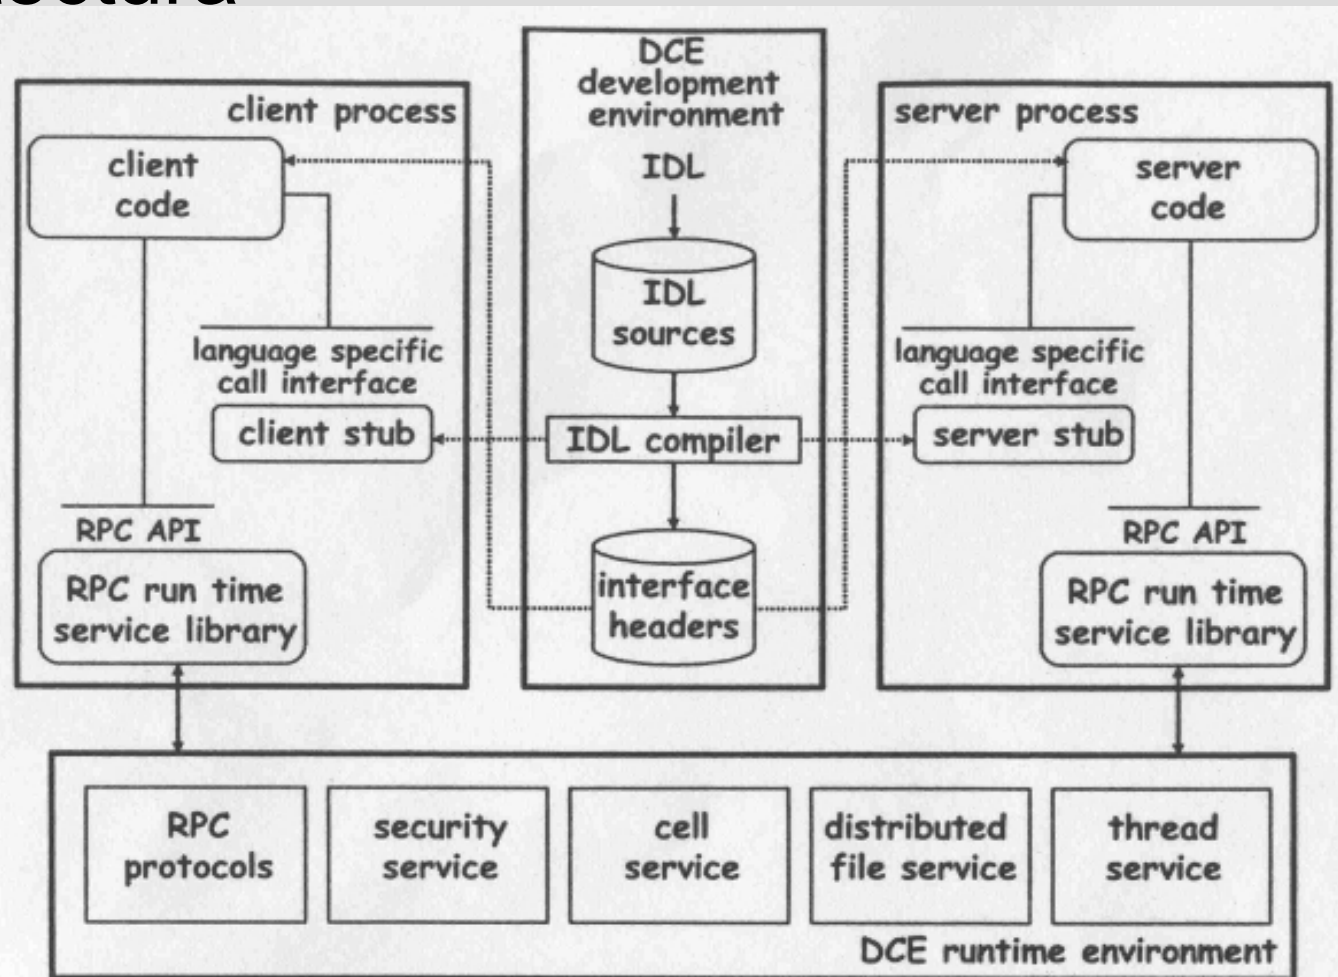 client process
client
code
language specific
call interface
client stub
RPC API
RPC run time
service library
DCE
development
environment
IDL
IDL
sources
IDL compiler
interface
headers
server process
server
code
language specific
call interface
server stub
RPC API
RPC run time
service library
RPC
protocols
security
service
cell
service
distributed
file service
thread
service
DCE runtime environment